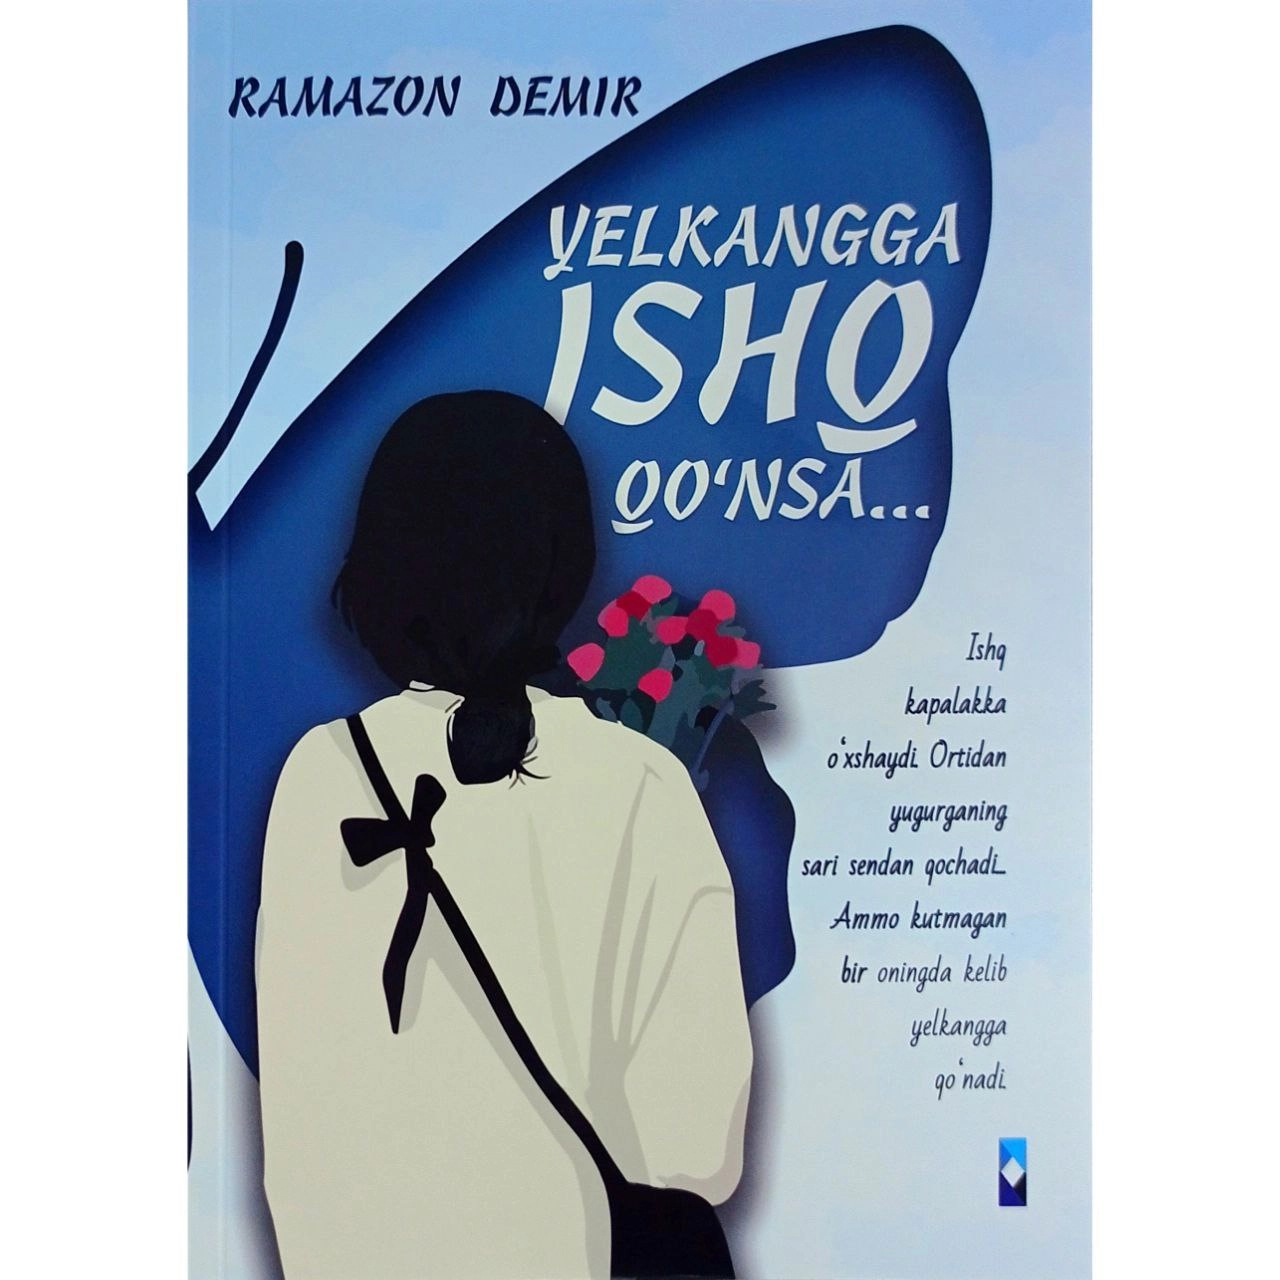 RAMAZON DEMIR
YELKANGGA
ISHQ
QO‘NSA...
Ishq
kapalakka
o‘xshaydi. Ortidan
yugurganing
sari sendan qochadi...
Ammo kutmagan
bir oningda kelib
yelkangga
qo‘nadi.